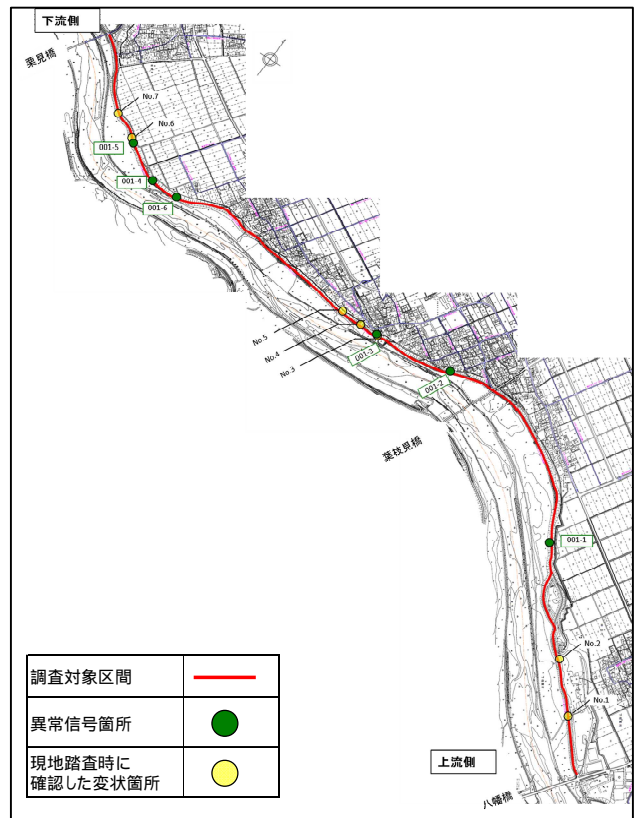 下流側
栗見橋
No.7
No.6
001-5
001-4
001-6
No.5
No.4
No.3
001-3
001-2
葉枝見橋
001-1
No.2
No.1
上流側
八幡橋
調査対象区間
異常信号箇所
現地踏査時に
確認した変状箇所